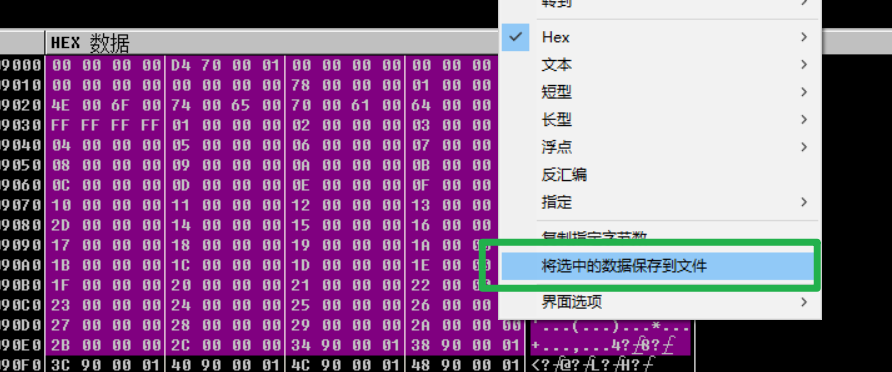 转到
HEX 数据
Hex
文本
短型
长型
浮点
反汇编
指定
复制指定字节数
将选中的数据保存到文件
界面选项
9000 00 00 00 00 D4 70 00 01 00 00 00 00 00 00 00
9010 00 00 00 00 00 00 00 00 78 00 00 00 01 00 00
9020 4E 00 6F 00 74 00 65 00 70 00 61 00 64 00 00
9030 FF FF FF FF 01 00 00 00 02 00 00 00 03 00 00
9040 04 00 00 00 05 00 00 00 06 00 00 00 07 00 00
9050 08 00 00 00 09 00 00 00 0A 00 00 00 0B 00 00
9060 0C 00 00 00 0D 00 00 00 0E 00 00 00 0F 00 00
9070 10 00 00 00 11 00 00 00 12 00 00 00 13 00 00
9080 2D 00 00 00 14 00 00 00 15 00 00 00 16 00 00
9090 17 00 00 00 18 00 00 00 19 00 00 00 1A 00 00
90A0 1B 00 00 00 1C 00 00 00 1D 00 00 00 1E 00 00
90B0 1F 00 00 00 20 00 00 00 21 00 00 00 22 00 00
90C0 23 00 00 00 24 00 00 00 25 00 00 00 26 00 00
90D0 27 00 00 00 28 00 00 00 29 00 00 00 2A 00 00 00 '...(...)...*...
90E0 2B 00 00 00 2C 00 00 00 34 90 00 01 38 90 00 01 +...,...4?.8?.
90F0 3C 90 00 01 40 90 00 01 4C 90 00 01 48 90 00 01 <?.@?.L?.H?.